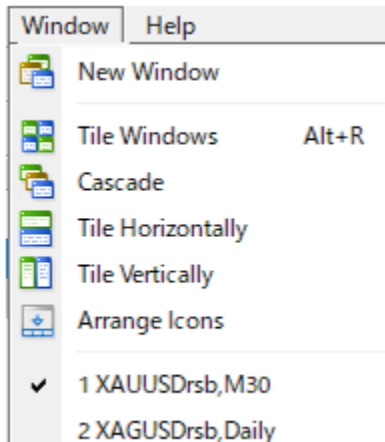 Window Help
New Window
Tile Windows Alt+R
Cascade
Tile Horizontally
Tile Vertically
Arrange Icons
1 XAUUSDrsb,M30
2 XAGUSDrsb,Daily